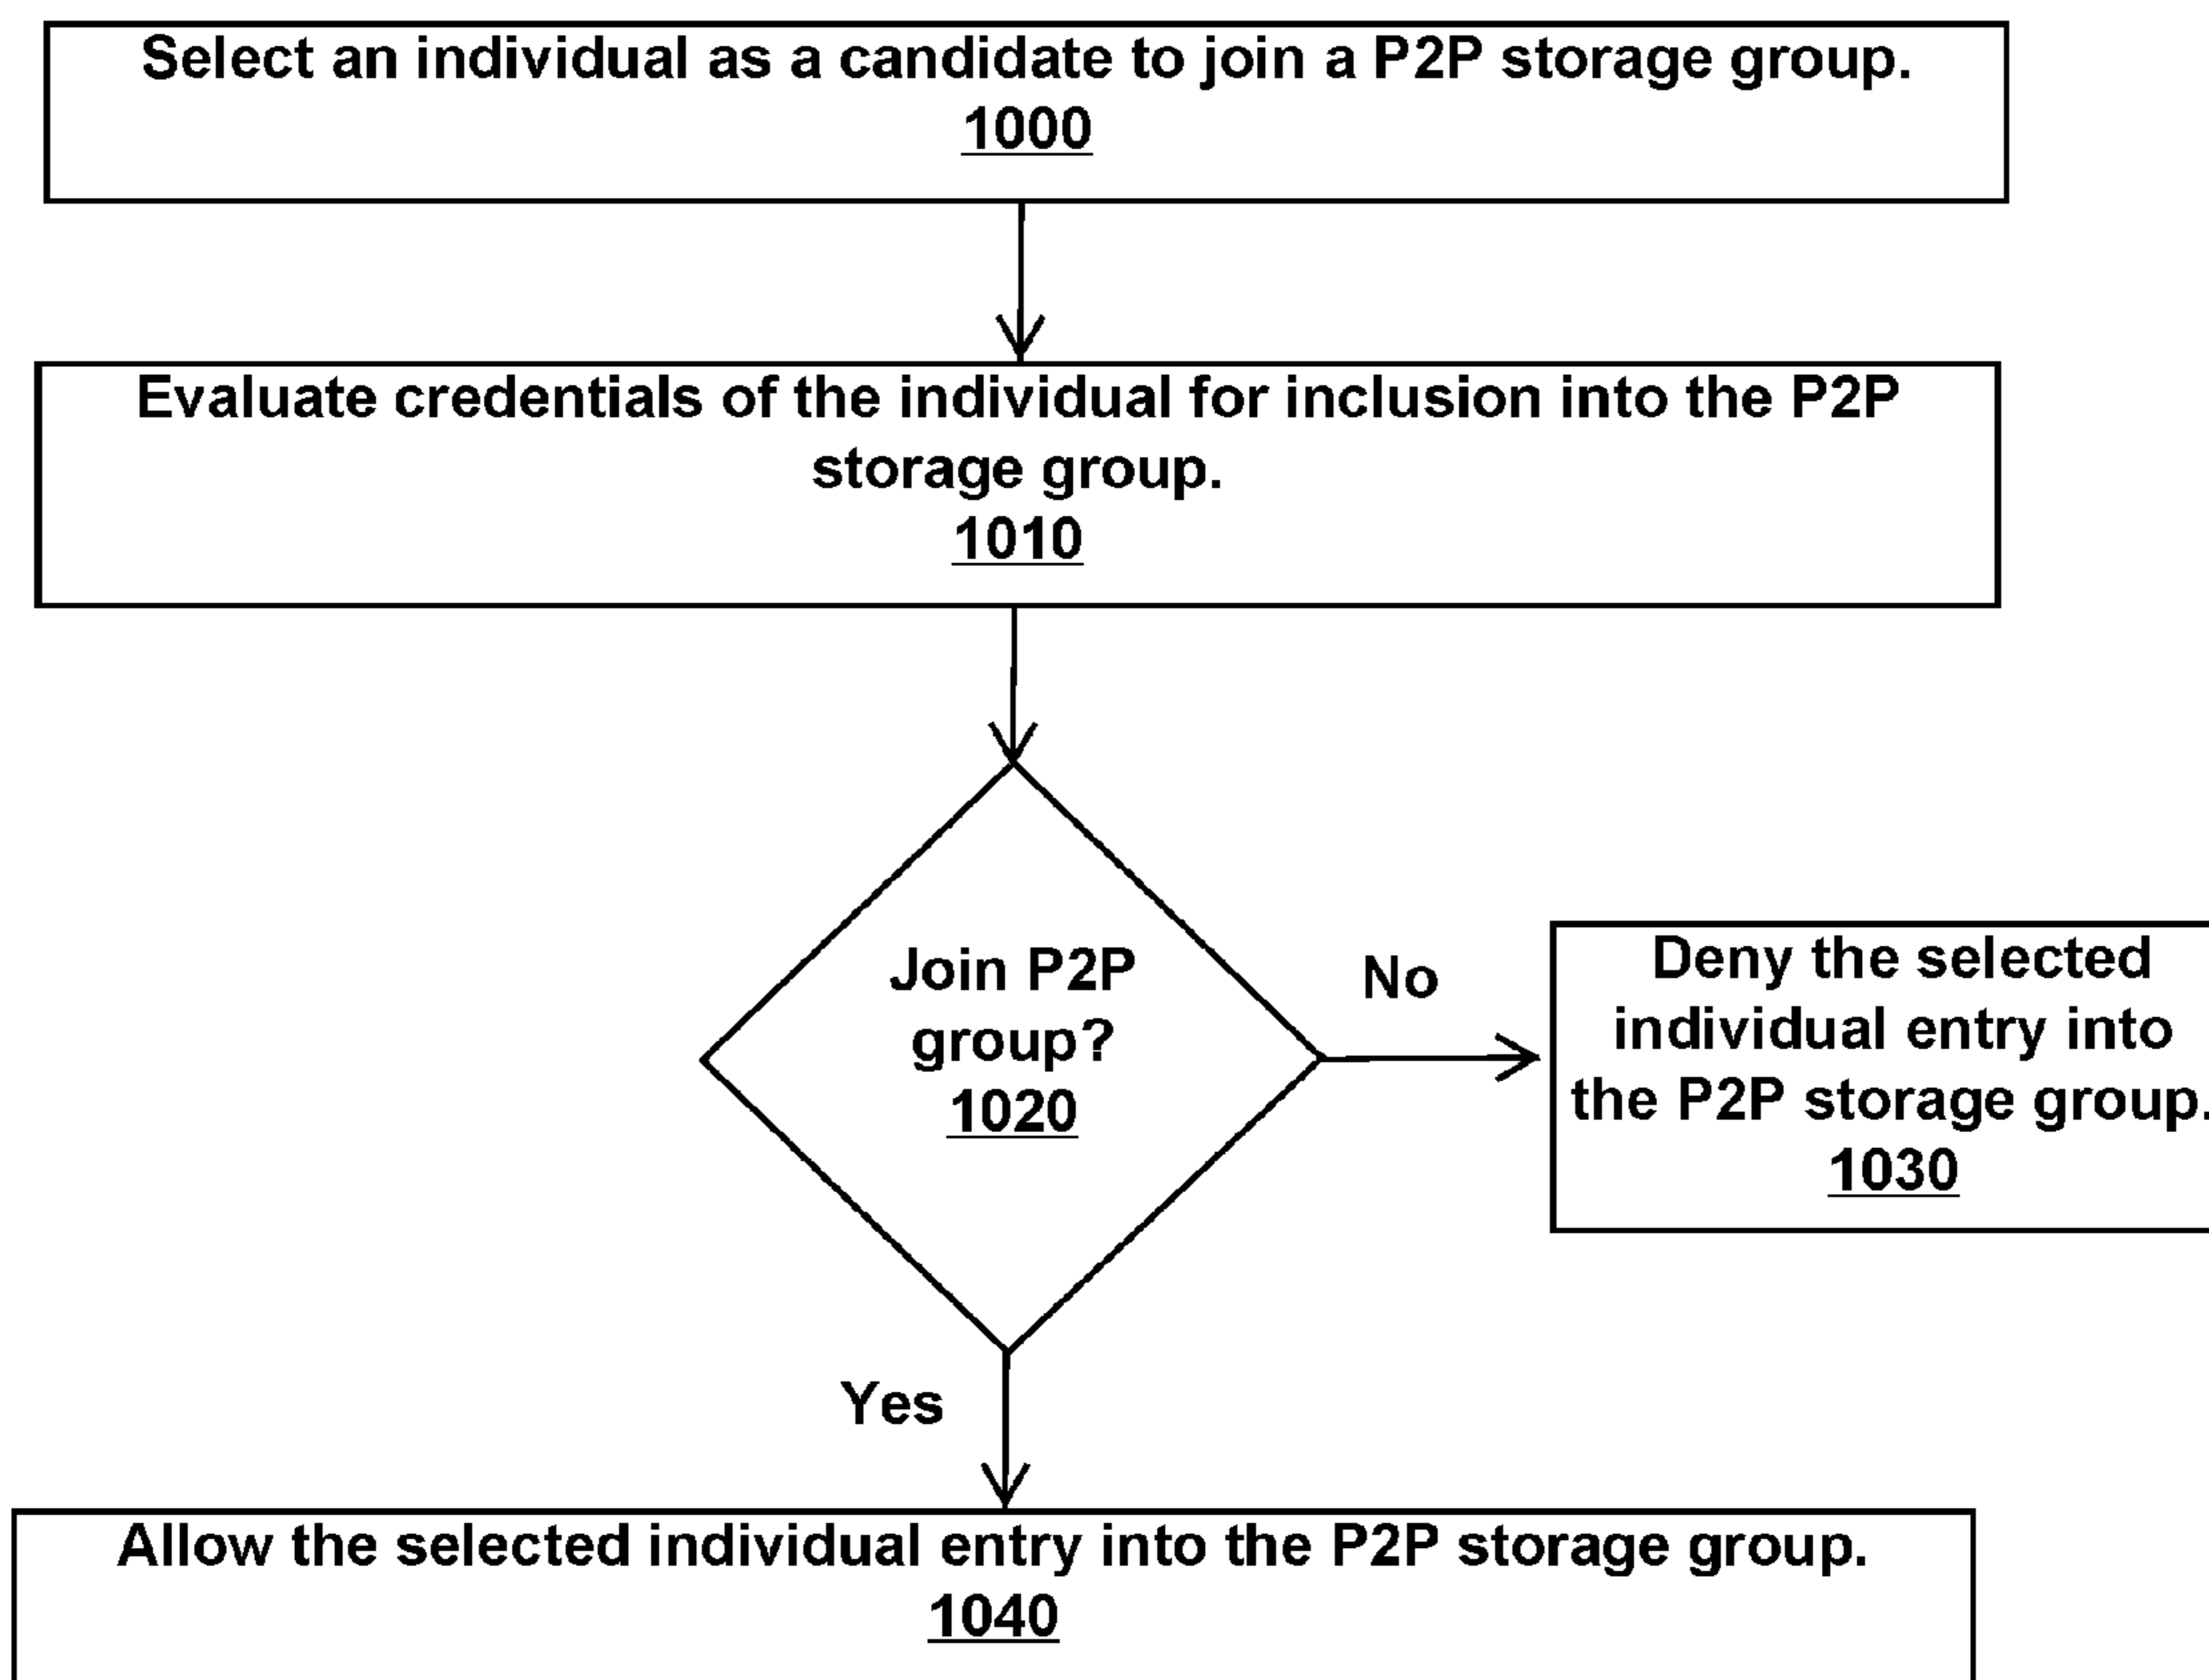 Select an individual as a candidate to join a P2P storage group.
1000
Evaluate credentials of the individual for inclusion into the P2P
storage group.
1010
Join P2P
group?
1020
No
Deny the selected
individual entry into
the P2P storage group.
1030
Yes
Allow the selected individual entry into the P2P storage group.
1040